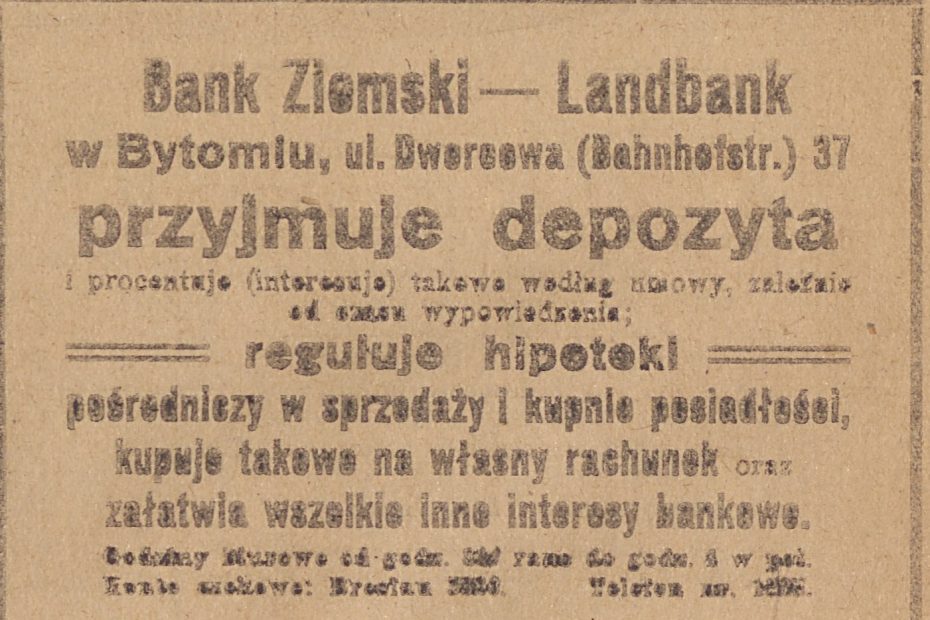 Bank Ziemski — Landbank
w Bytomiu, ul. Dworcowa (Bahnhofstr.) 37
przyjmuje depozyta
i procentuje (interesuje) takowe według umowy, zależnie
od czasu wypowiedzenia;
reguluje hipoteki
pośredniczy w sprzedaży i kupnie posiadłości,
kupuje takowe na własny rachunek oraz
załatwia wszelkie inne interesy bankowe.
Godziny biurowe od godz. rano do godz. w poł.
Konto czekowe: Breslau Telefon nr.